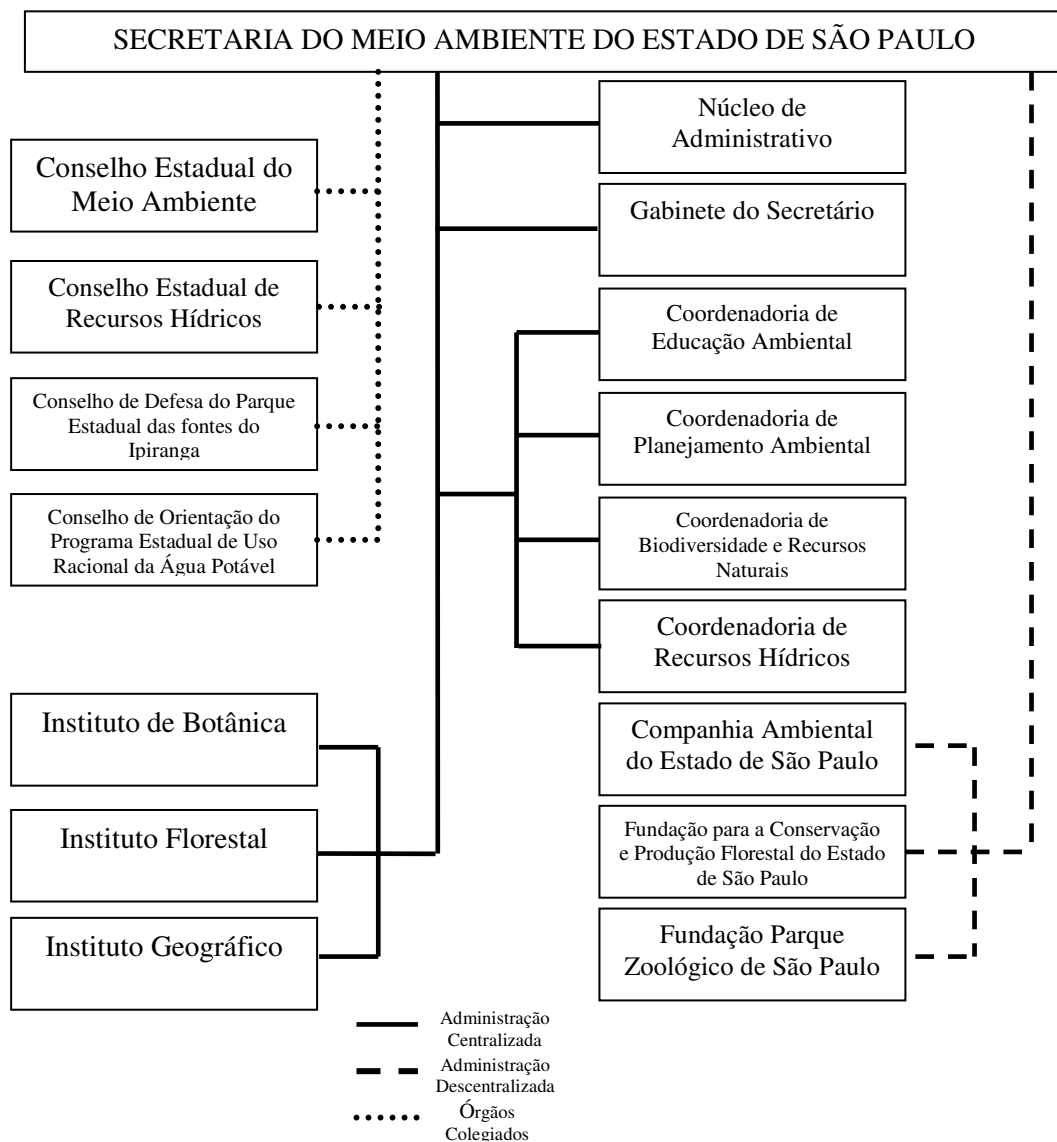 SECRETARIA DO MEIO AMBIENTE DO ESTADO DE SÃO PAULO
Núcleo de
Administrativo
Conselho Estadual do
Meio Ambiente
Gabinete do Secretário
Conselho Estadual de
Recursos Hídricos
Coordenadoria de
Educação Ambiental
Conselho de Defesa do Parque
Estadual das fontes do
Ipiranga
Coordenadoria de
Planejamento Ambiental
Conselho de Orientação do
Programa Estadual de Uso
Racional da Água Potável
Coordenadoria de
Biodiversidade e Recursos
Naturais
Coordenadoria de
Recursos Hídricos
Instituto de Botânica
Companhia Ambiental
do Estado de São Paulo
Instituto Florestal
Fundação para a Conservação
e Produção Florestal do Estado
de São Paulo
Instituto Geográfico
Fundação Parque
Zoológico de São Paulo
Administração
Centralizada
Administração
Descentralizada
Órgãos
Colegiados